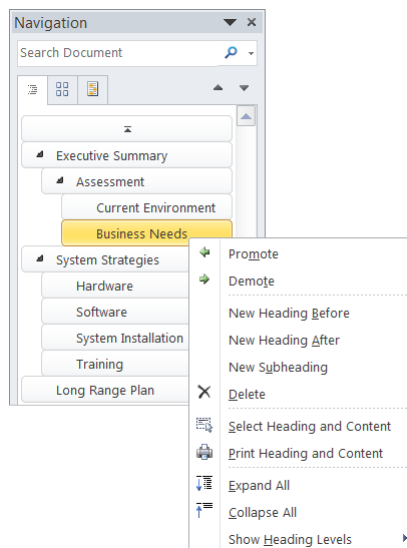 Navigation
Search Document
Executive Summary
Assessment
Current Environment
Business Needs
System Strategies
Hardware
Software
System Installation
Training
Long Range Plan
Promote
Demote
New Heading Before
New Heading After
New Subheading
Delete
Select Heading and Content
Print Heading and Content
Expand All
Collapse All
Show Heading Levels